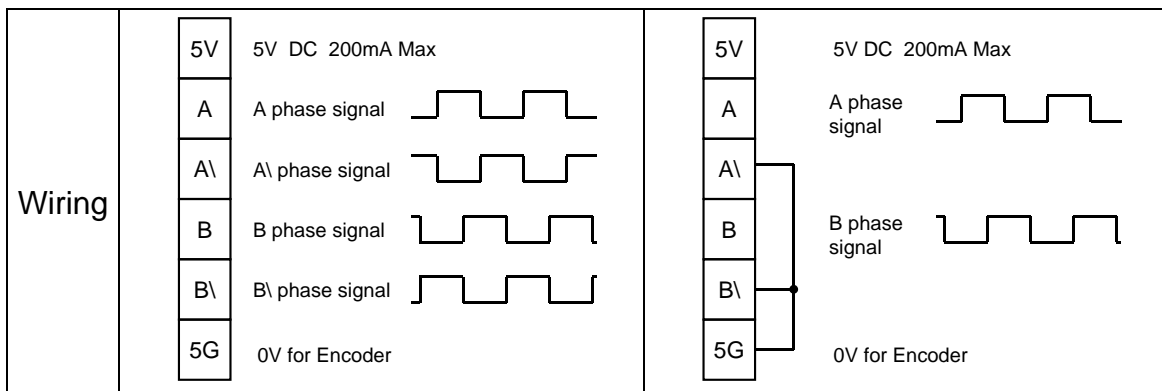 Wiring
5V 5V DC 200mA Max
A A phase signal
A\ A\ phase signal
B B phase signal
B\ B\ phase signal
5G 0V for Encoder
5V 5V DC 200mA Max
A A phase
signal
A\
B B phase
signal
B\
5G 0V for Encoder